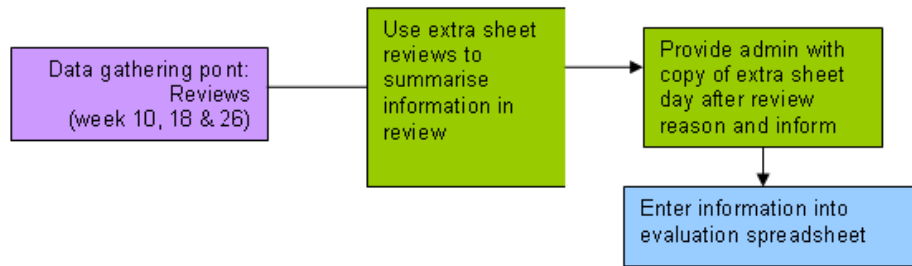 Data gathering pont:
Reviews
(week 10, 18 & 26)
Use extra sheet
reviews to
summarise
information in
review
Provide admin with
copy of extra sheet
day after review
reason and inform
Enter information into
evaluation spreadsheet